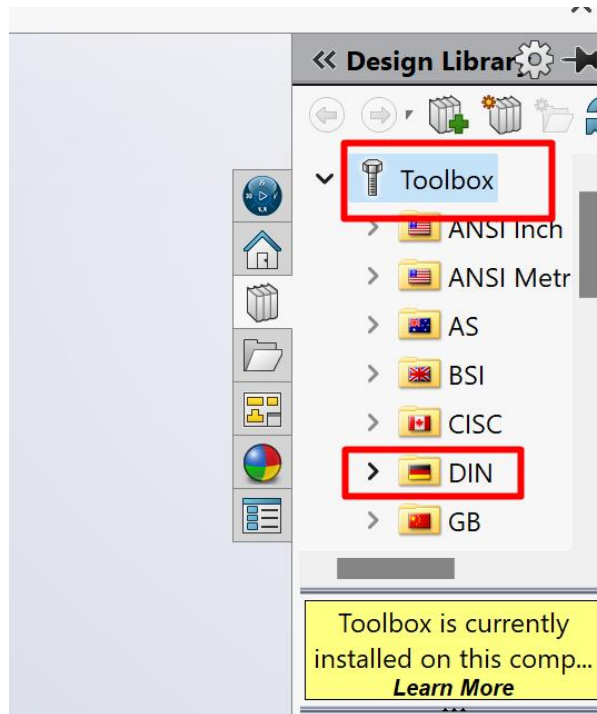 Design Librar
Toolbox
ANSI Inch
ANSI Metr
AS
BSI
CISC
DIN
GB
Toolbox is currently
installed on this comp...
Learn More